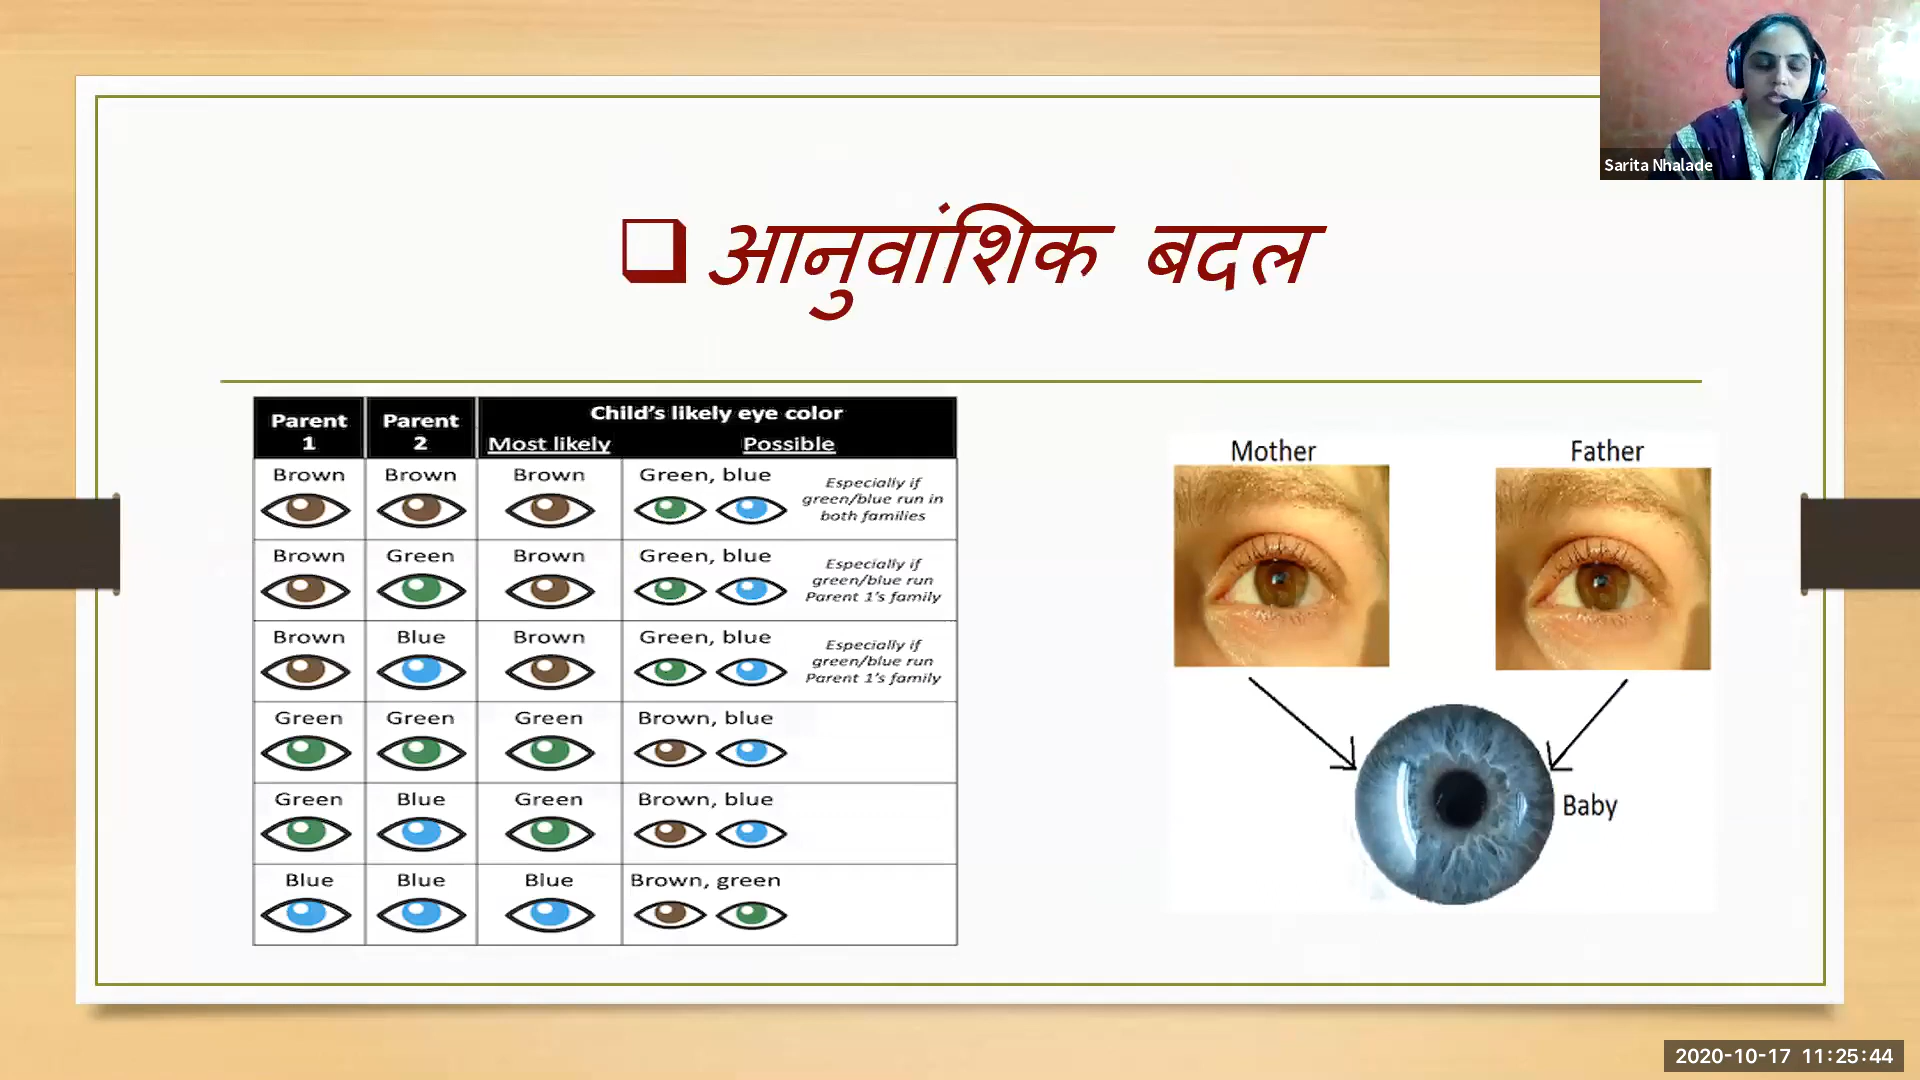 Sarita Nhalade
आनुवांशिक बदल
Parent 1
Parent 2
Child's likely eye color
Most likely
Possible
Brown
Brown
Brown
Green, blue
Especially if
green/blue run in
both families
Brown
Green
Brown
Green, blue
Especially if
green/blue run
Parent 1's family
Brown
Blue
Brown
Green, blue
Especially if
green/blue run
Parent 1's family
Green
Green
Green
Brown, blue
Green
Blue
Green
Brown, blue
Blue
Blue
Blue
Brown, green
Mother
Father
Baby
2020-10-17 11:25:44